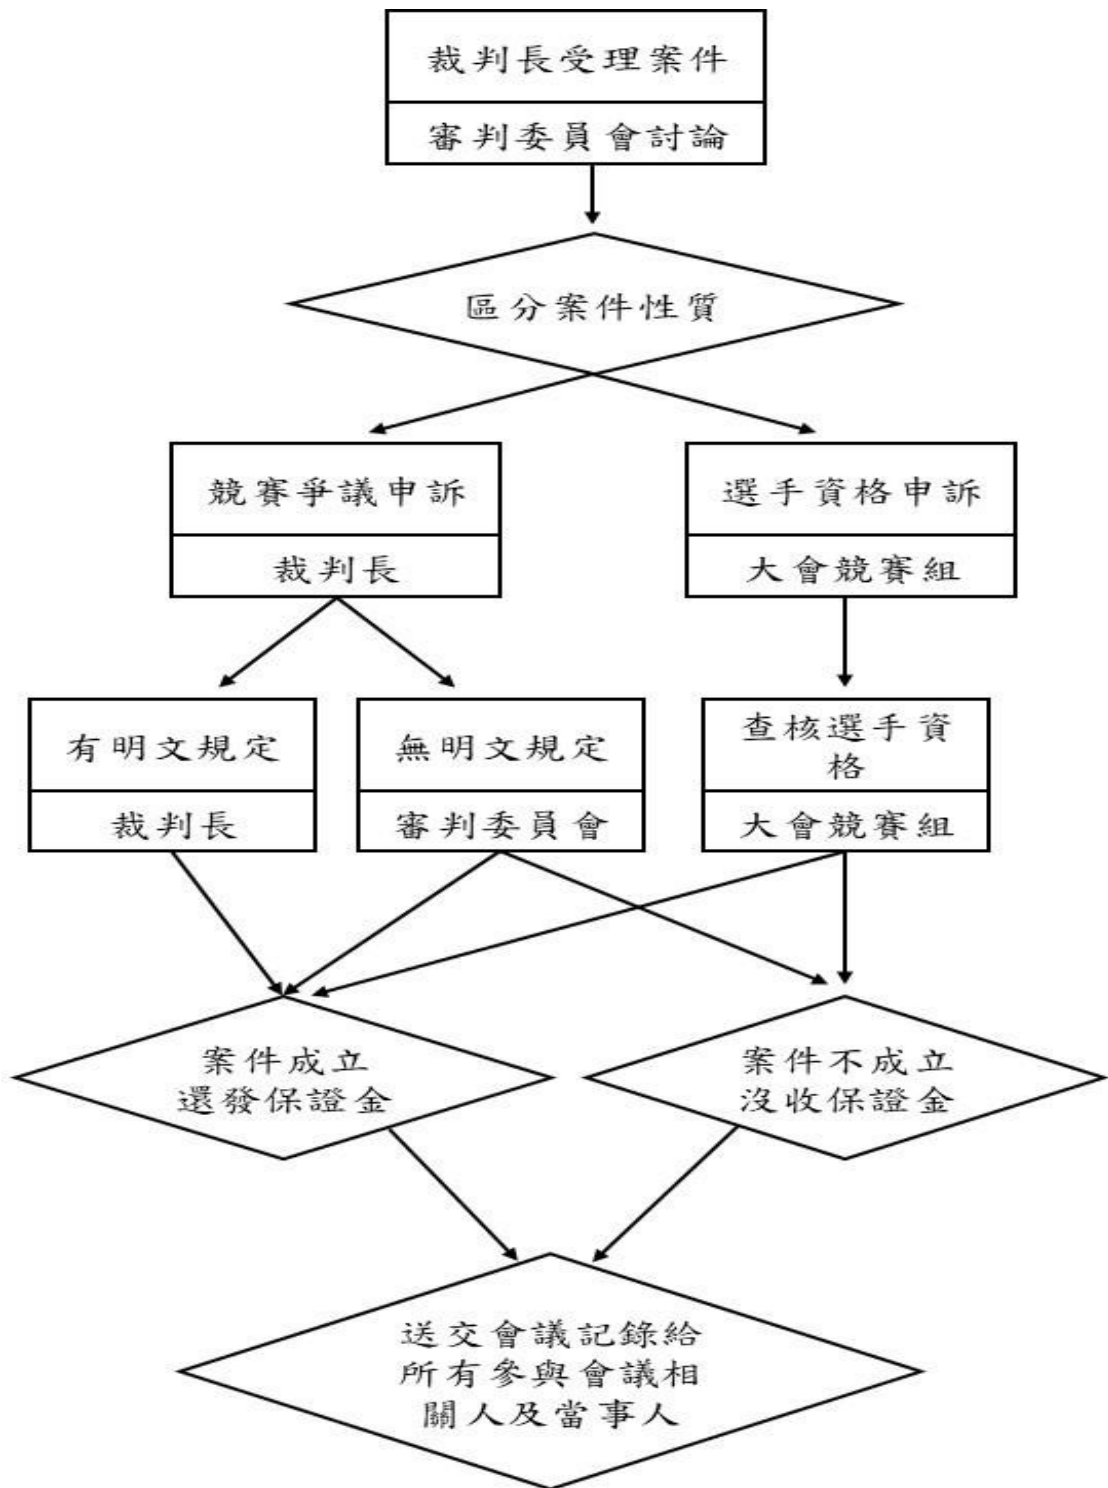 裁判長受理案件
審判委員會討論
區分案件性質
競賽爭議申訴
裁判長
選手資格申訴
大會競賽組
有明文規定
裁判長
無明文規定
審判委員會
查核選手資
格
大會競賽組
案件成立
還發保證金
案件不成立
沒收保證金
送交會議記錄給
所有參與會議相
關人及當事人